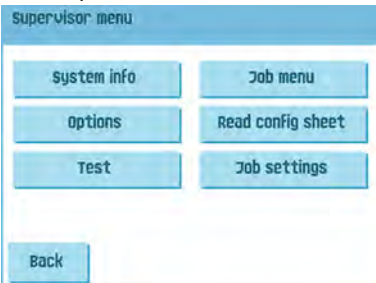 Supervisor menu
System info
Job menu
Options
Read config sheet
Test
Job settings
Back